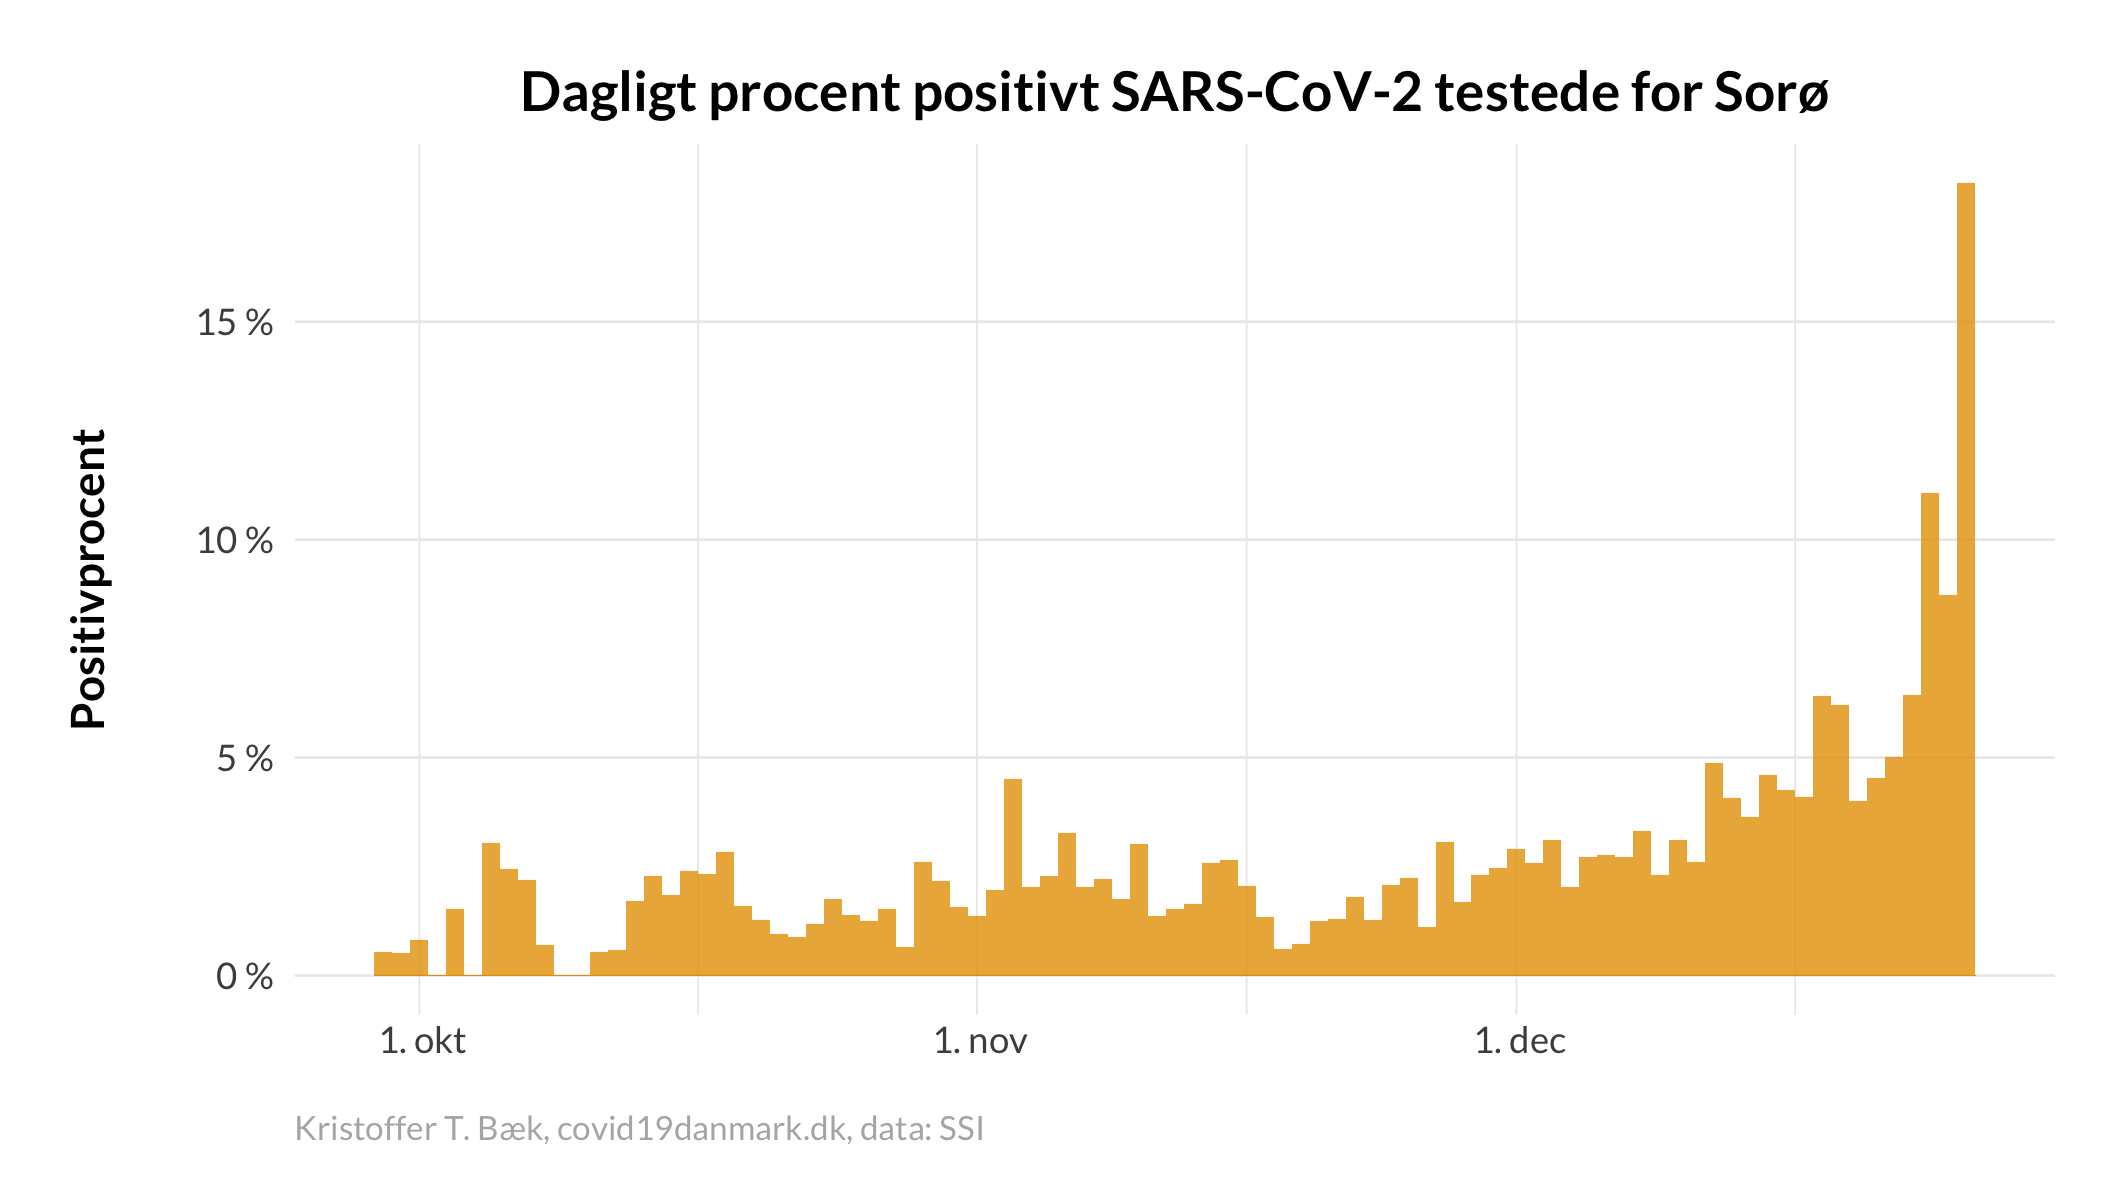 Dagligt procent positivt SARS-CoV-2 testede for Sorø
Positivprocent
15 %
10 %
5 %
0 %
1. okt
1. nov
1. dec
Kristoffer T. Bæk, covid19danmark.dk, data: SSI